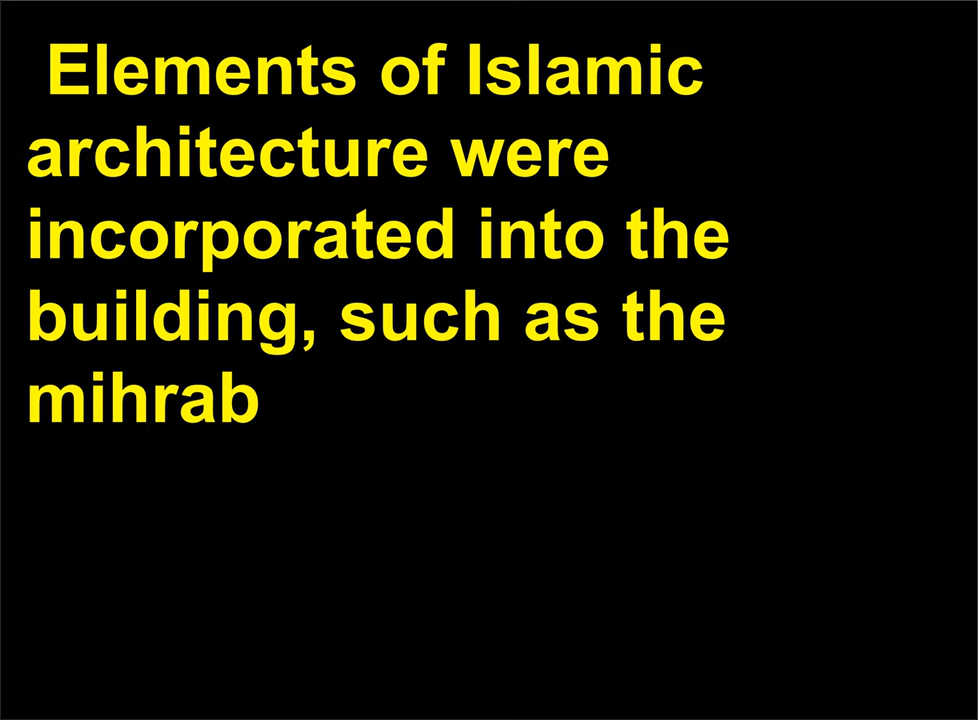 Elements of Islamic
architecture were
incorporated into the
building, such as the
mihrab